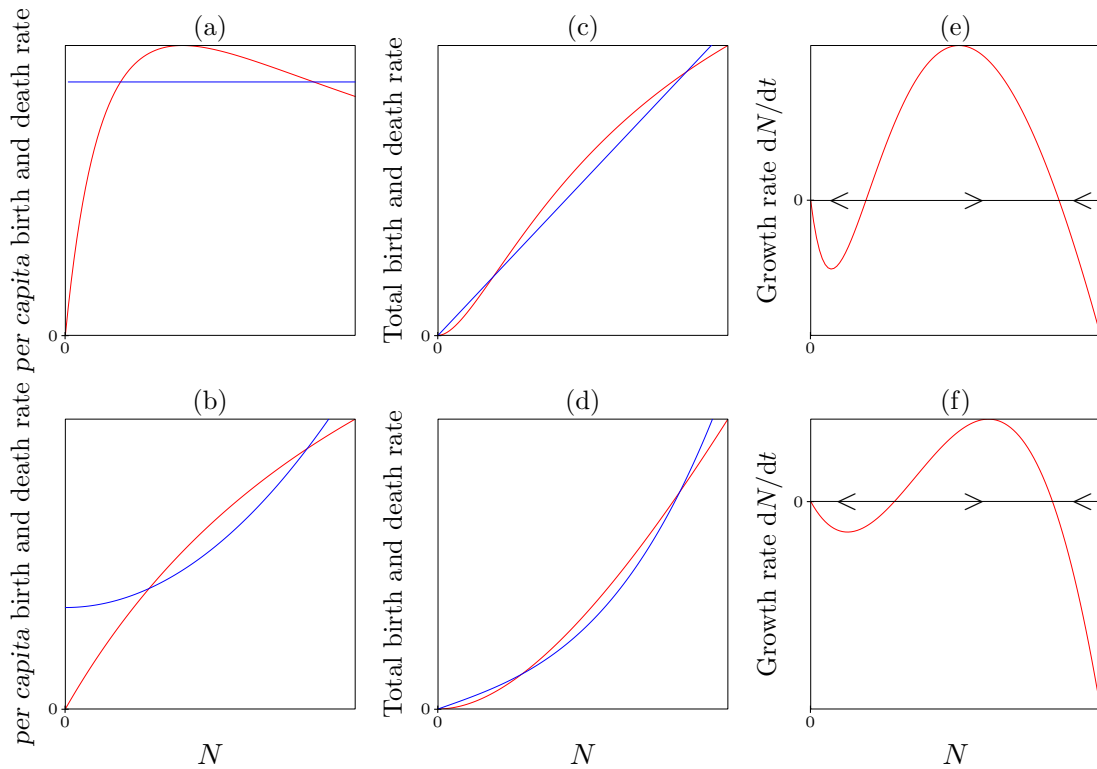 (a)
per capita birth and death rate
0
0
(c)
Total birth and death rate
0
0
(e)
Growth rate dN/dt
0
0
(b)
per capita birth and death rate
0
0
N
(d)
Total birth and death rate
0
0
N
(f)
Growth rate dN/dt
0
0
N